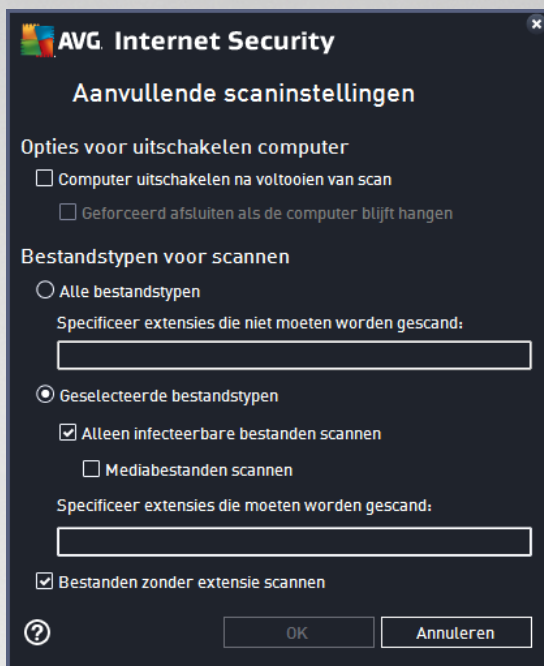 AVG Internet Security
Aanvullende scaninstellingen
Opties voor uitschakelen computer
Computer uitschakelen na voltooien van scan
Geforceerd afsluiten als de computer blijft hangen
Bestandstypen voor scannen
Alle bestandstypen
Specificeer extensies die niet moeten worden gescand:
Geselecteerde bestandstypen
Alleen infecteerbare bestanden scannen
Mediabestanden scannen
Specificeer extensies die moeten worden gescand:
Bestanden zonder extensie scannen
?
OK
Annuleren